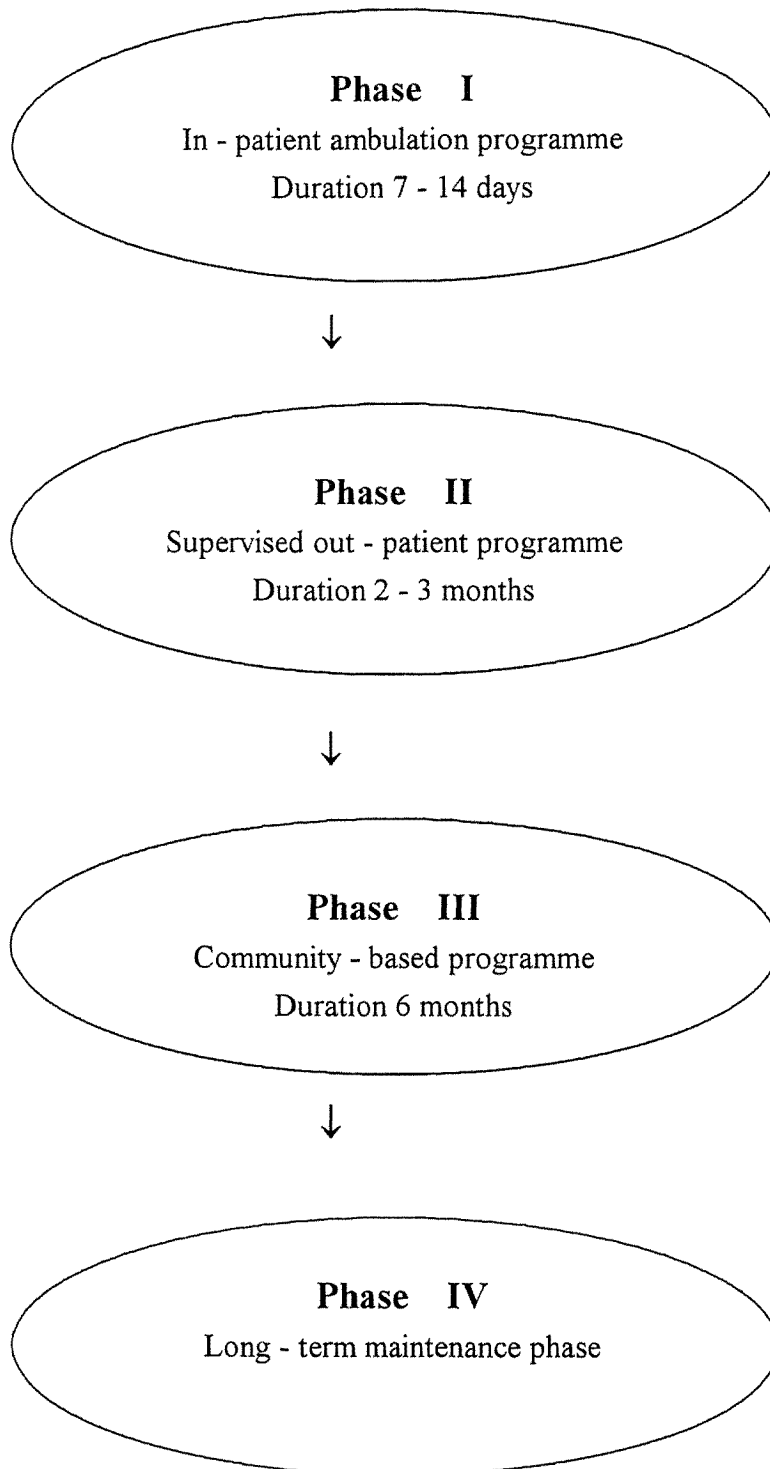 Phase I
In - patient ambulation programme
Duration 7 - 14 days
↓
Phase II
Supervised out - patient programme
Duration 2 - 3 months
↓
Phase III
Community - based programme
Duration 6 months
↓
Phase IV
Long - term maintenance phase